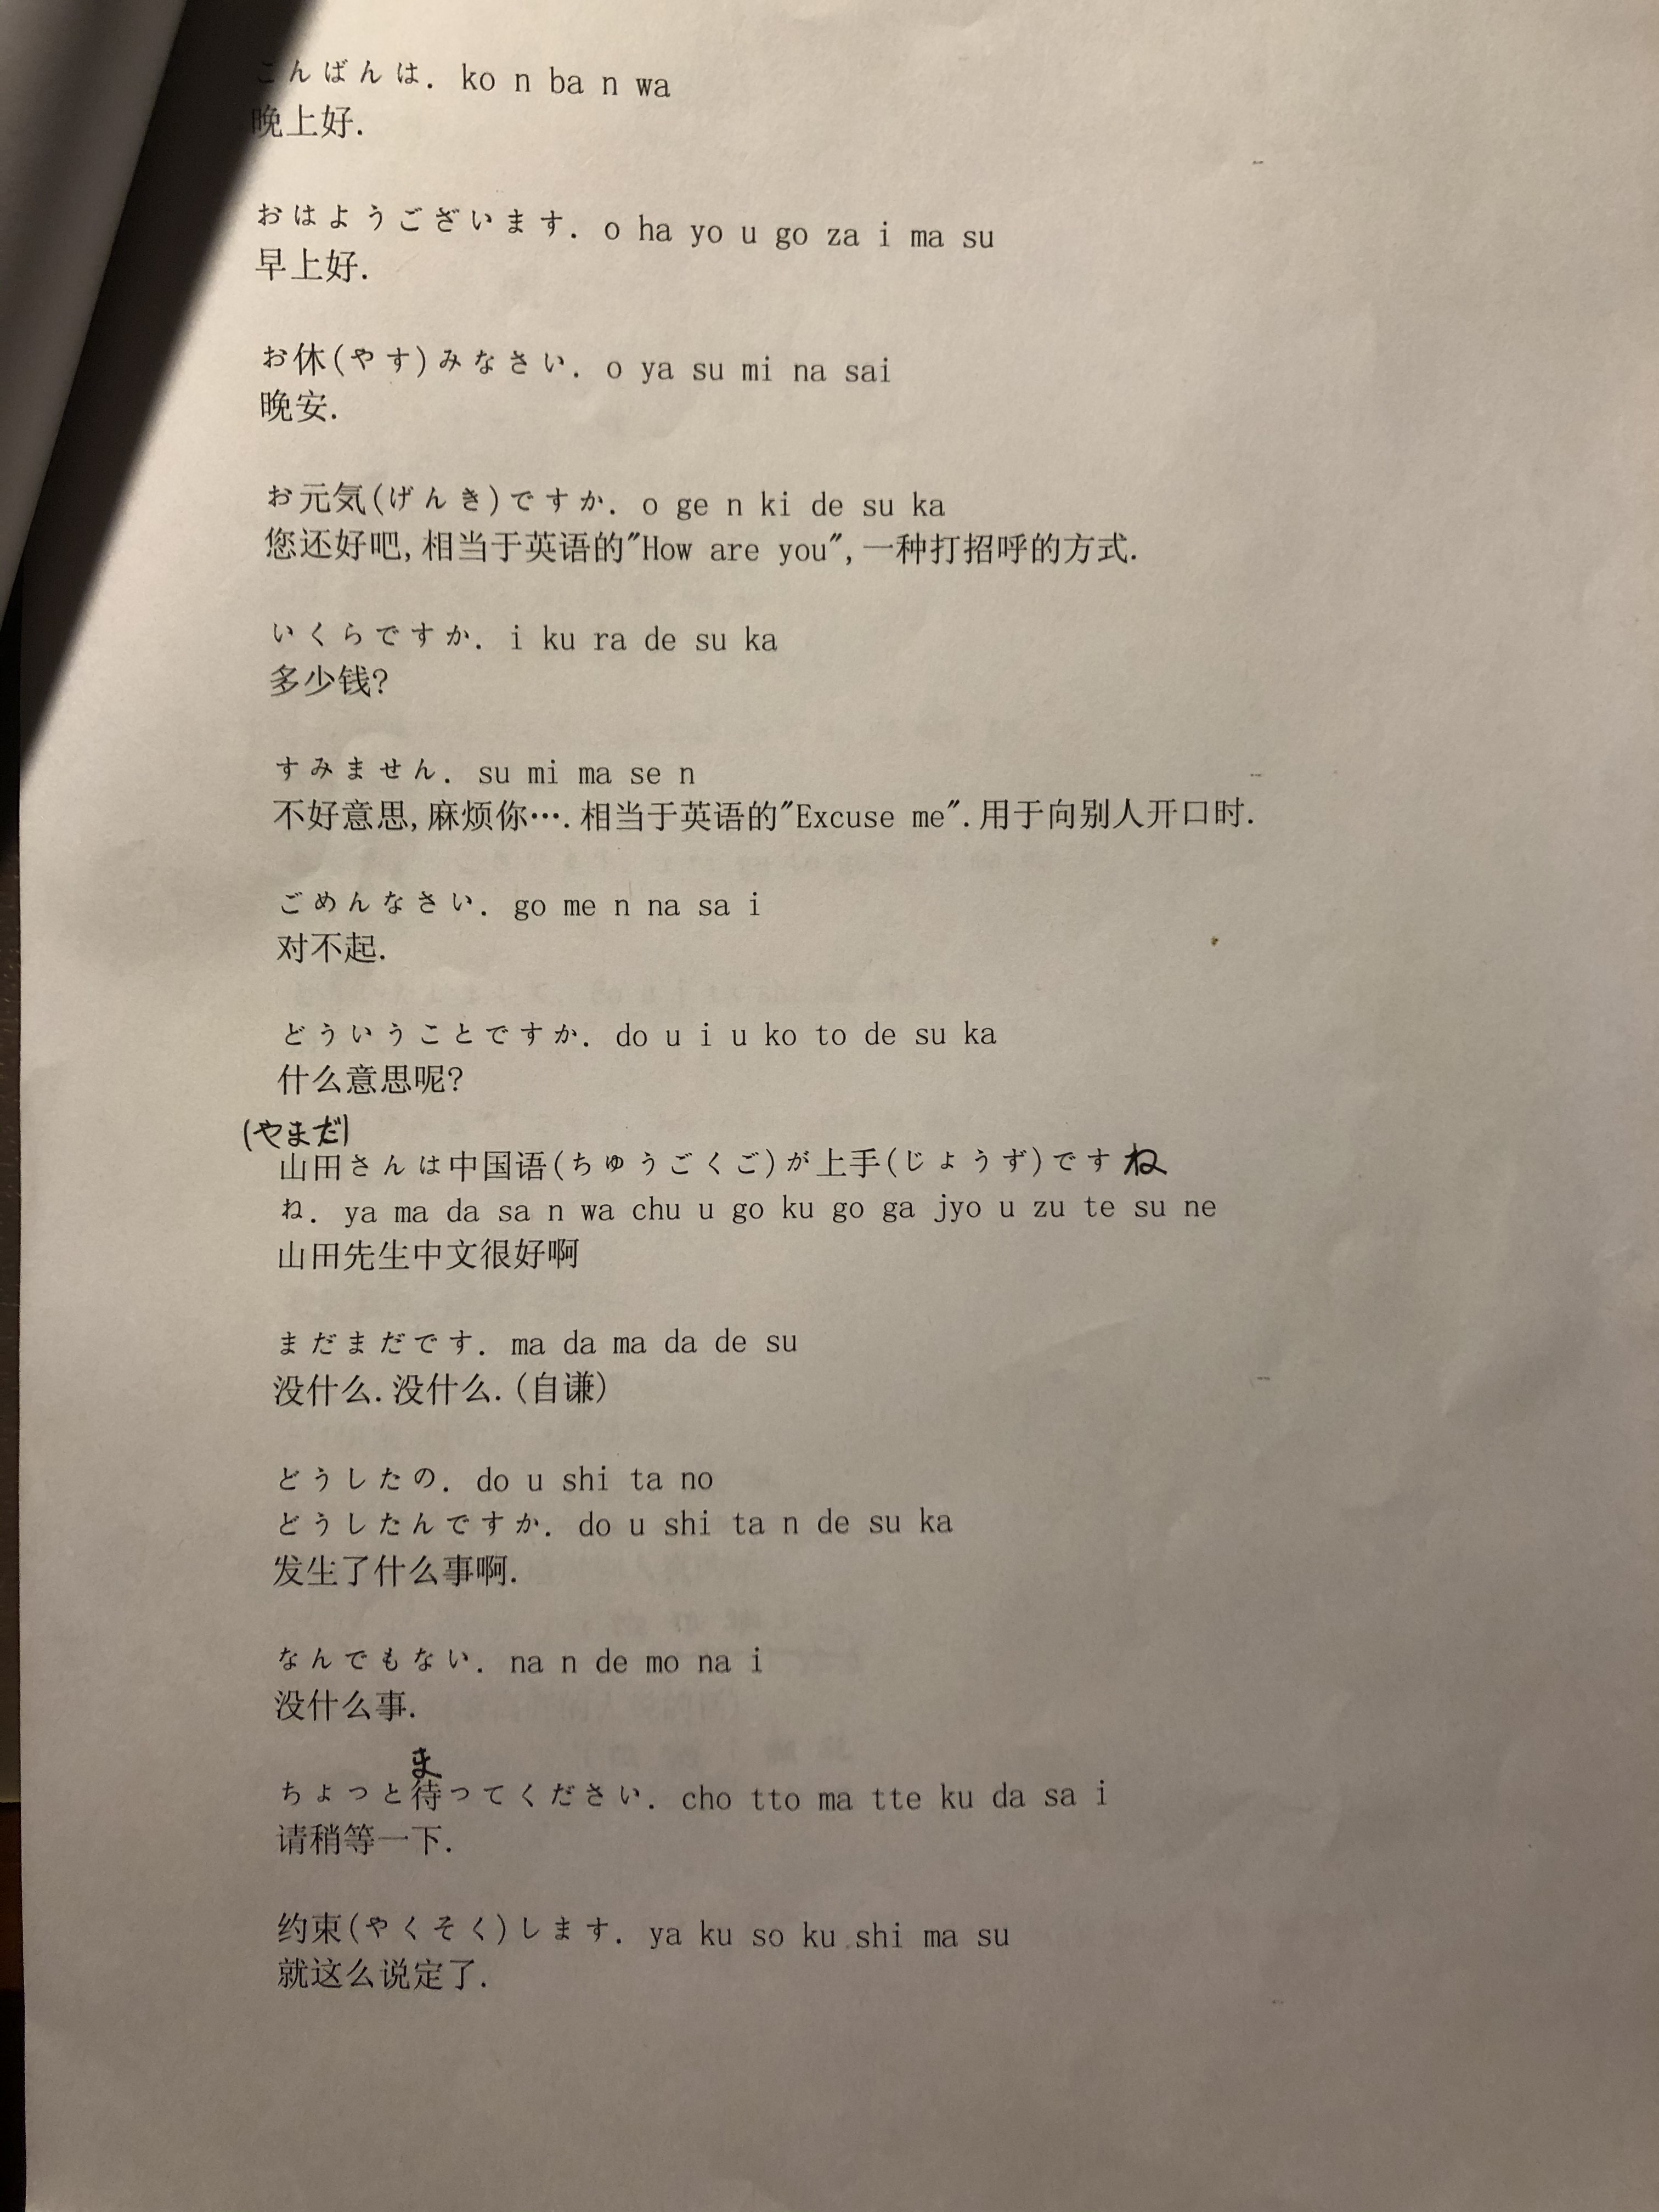 こんばんは. ko n ba n wa
晚上好.
おはようございます. o ha yo u go za i ma su
早上好.
お休(やす)みなさい. o ya su mi na sai
晚安.
お元気(げんき)ですか. o ge n ki de su ka
您还好吧,相当于英语的"How are you",一种打招呼的方式.
いくらですか. i ku ra de su ka
多少钱?
すみません. su mi ma se n
不好意思,麻烦你….相当于英语的"Excuse me".用于向别人开口时.
ごめんなさい. go me n na sa i
对不起.
どういうことですか. do u i u ko to de su ka
什么意思呢?
(やまだ)
山田さんは中国语(ちゅうごくご)が上手(じょうず)です ね
ね. ya ma da sa n wa chu u go ku go ga jyo u zu te su ne
山田先生中文很好啊
まだまだです. ma da ma da de su
没什么.没什么.(自谦)
どうしたの. do u shi ta no
どうしたんですか. do u shi ta n de su ka
发生了什么事啊.
なんでもない. na n de mo na i
没什么事.
ま
ちょっと待ってください. cho tto ma tte ku da sa i
请稍等一下.
约束(やくそく)します. ya ku so ku shi ma su
就这么说定了.